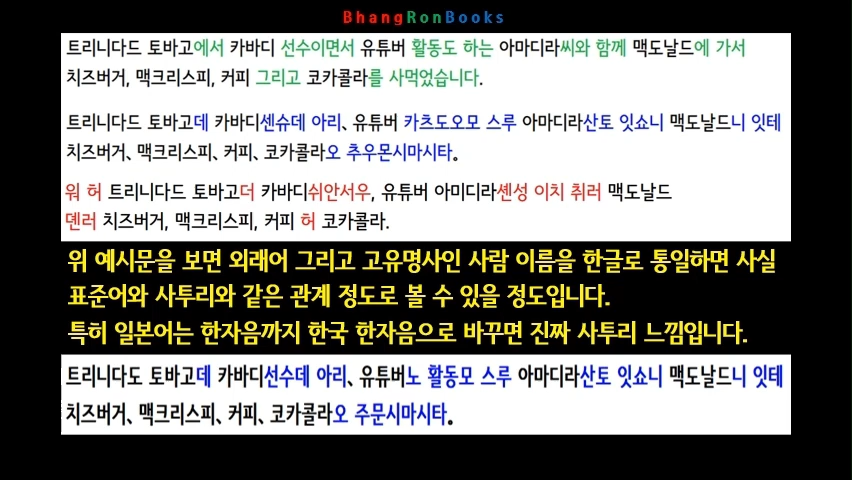 BhangRonBooks
트리니다드 토바고에서 카바디 선수이면서 유튜버 활동도 하는 아마디라씨와 함께 맥도날드에 가서
치즈버거, 맥크리스피, 커피 그리고 코카콜라를 사먹었습니다.
트리니다드 토바고데 카바디센슈데 아리、유튜버 카츠도오모 스루 아마디라산토 잇쇼니 맥도날드니 잇테
치즈버거、맥크리스피、커피、코카콜라오 추우몬시마시타。
워 허 트리니다드 토바고더 카바디쉬안서우, 유튜버 아미디라셴성 이치 취러 맥도날드
뎬러 치즈버거, 맥크리스피, 커피 허 코카콜라.
위 예시문을 보면 외래어 그리고 고유명사인 사람 이름을 한글로 통일하면 사실
표준어와 사투리와 같은 관계 정도로 볼 수 있을 정도입니다.
특히 일본어는 한자음까지 한국 한자음으로 바꾸면 진짜 사투리 느낌입니다.
트리니다도 토바고데 카바디선수데 아리、유튜버노 활동모 스루 아마디라산토 잇쇼니 맥도날드니 잇테
치즈버거、맥크리스피、커피、코카콜라오 주문시마시타。